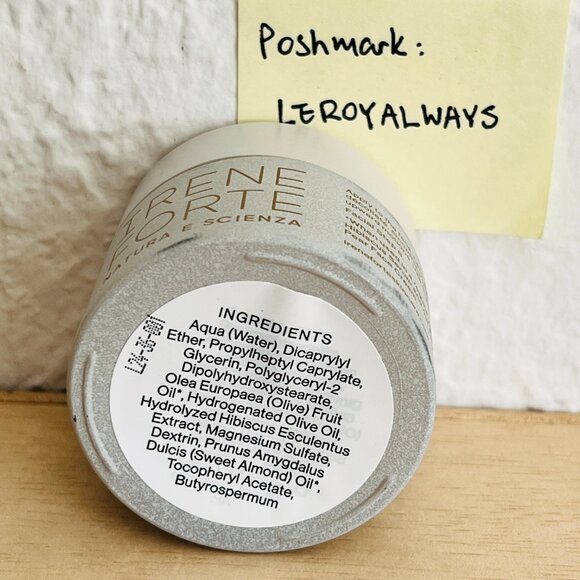 Poshmark:
LEROYALWAYS
IRENE
FORTE
NATURA E SCIENZA
INGREDIENTS
Aqua (Water), Dicaprylyl
Ether, Propylheptyl Caprylate,
Glycerin, Polyglyceryl-2
Dipolyhydroxystearate,
Olea Europaea (Olive) Fruit
Oil*, Hydrogenated Olive Oil,
Hydrolyzed Hibiscus Esculentus
Extract, Magnesium Sulfate,
Dextrin, Prunus Amygdalus
Dulcis (Sweet Almond) Oil*,
Tocopheryl Acetate,
Butyrospermum